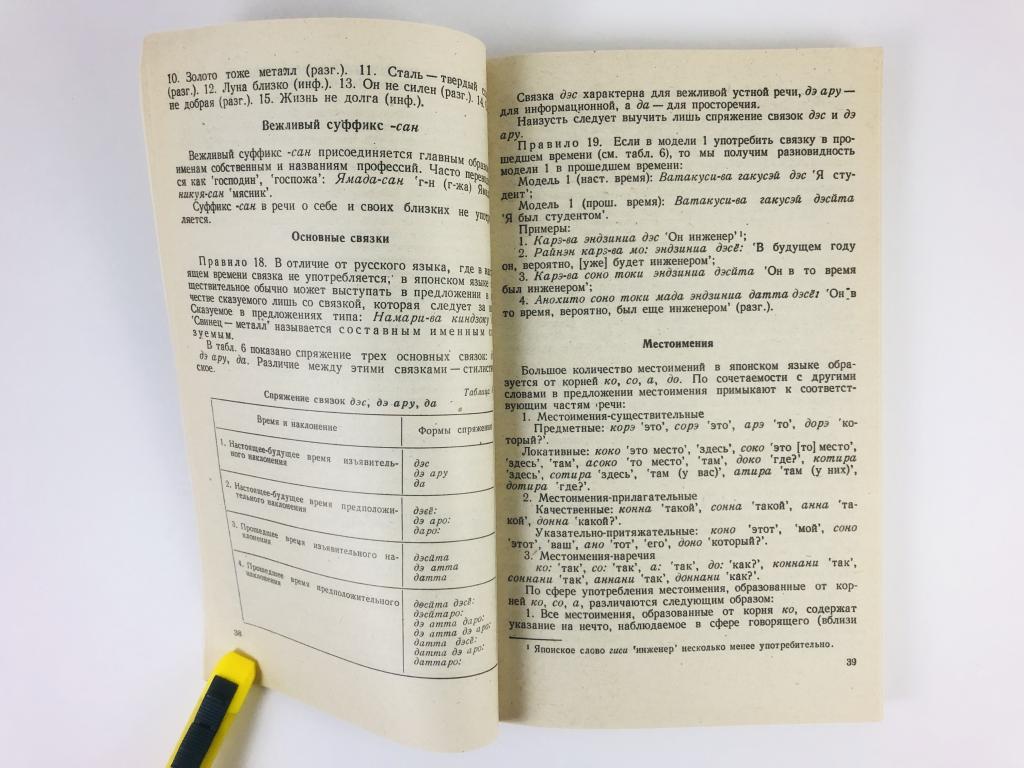 10. Золото тоже металл (разг.). 11. Сталь — твердый
(разг.). 12. Луна близко (инф.). 13. Он не силен (разг.). 14.
не добрая (разг.). 15. Жизнь не долга (инф.).
Вежливый суффикс -сан
Вежливый суффикс -сан присоединяется главным
именам собственным и названиям профессий. Часто
ся как 'господин', 'госпожа': Ямада-сан 'г-н (г-жа)
никуя-сан 'мясник'.
Суффикс -сан в речи о себе и своих близких не
ляется.
Основные связки
Правило 18. В отличие от русского языка, где в
ящем времени связка не употребляется, в японском языке
ществительное обычно может выступать в предложении в
честве сказуемого лишь со связкой, которая следует за
Сказуемое в предложениях типа: Намари-ва киндзоку
'Свинец — металл' называется составным именным
зуемым.
В табл. 6 показано спряжение трех основных связок:
дэ ару, да. Различие между этими связками —
ское.
Таблица
Спряжение связок дэс, дэ ару, да
Время и наклонение Формы спряжения
1. Настоящее-будущее время изъявитель-
ного наклонения
дэс
дэ ару
да
2. Настоящее-будущее время предположи-
тельного наклонения
дэсё:
дэ аро:
даро:
3. Прошедшее время изъявительного на-
клонения
дэсйта
дэ атта
датта
4. Прошедшее время предположительного
наклонения
дэсйта дэсё:
дэсйтаро:
дэ атта даро:
дэ атта дэ аро:
датта дэсё:
датта дэ аро:
даттаро:
38
Связка дэс характерна для вежливой устной речи, дэ ару —
для информационной, а да — для просторечия.
Наизусть следует выучить лишь спряжение связок дэс и дэ
ару.
Правило 19. Если в модели 1 употребить связку в про-
шедшем времени (см. табл. 6), то мы получим разновидность
модели 1 в прошедшем времени:
Модель 1 (наст. время): Ватакуси-ва гакусэй дэс 'Я сту-
дент';
Модель 1 (прош. время): Ватакуси-ва гакусэй дэсйта
'Я был студентом'.
Примеры:
1. Карэ-ва эндзиниа дэс 'Он инженер'¹;
2. Райнэн карэ-ва мо: эндзиниа дэсё: 'В будущем году
он, вероятно, [уже] будет инженером';
3. Карэ-ва соно токи эндзиниа дэсйта 'Он в то время
был инженером';
4. Анохито соно токи мада эндзиниа датта дэсё: 'Он в
то время, вероятно, был еще инженером' (разг.).
Местоимения
Большое количество местоимений в японском языке обра-
зуется от корней ко, со, а, до. По сочетаемости с другими
словами в предложении местоимения примыкают к соответст-
вующим частям речи:
1. Местоимения-существительные
Предметные: корэ 'это', сорэ 'это', арэ 'то', дорэ 'ко-
торый?'.
Локативные: коко 'это место', 'здесь', соко 'это [то] место',
'здесь', 'там', асоко 'то место', 'там', доко 'где?', котира
'здесь', сотира 'здесь', 'там (у вас)', атира 'там (у них)',
дотира 'где?'.
2. Местоимения-прилагательные
Качественные: конна 'такой', сонна 'такой', анна 'та-
кой', донна 'какой?'.
Указательно-притяжательные: коно 'этот', 'мой', соно
'этот', 'ваш', ано 'тот', 'его', доно 'который?'.
3. Местоимения-наречия
ко: 'так', со: 'так', а: 'так', до: 'как?', коннани 'так',
соннани 'так', аннани 'так', доннани 'как?'.
По сфере употребления местоимения, образованные от кор-
ней ко, со, а, различаются следующим образом:
1. Все местоимения, образованные от корня ко, содержат
указание на нечто, наблюдаемое в сфере говорящего (вблизи
¹ Японское слово гиси 'инженер' несколько менее употребительно.
39